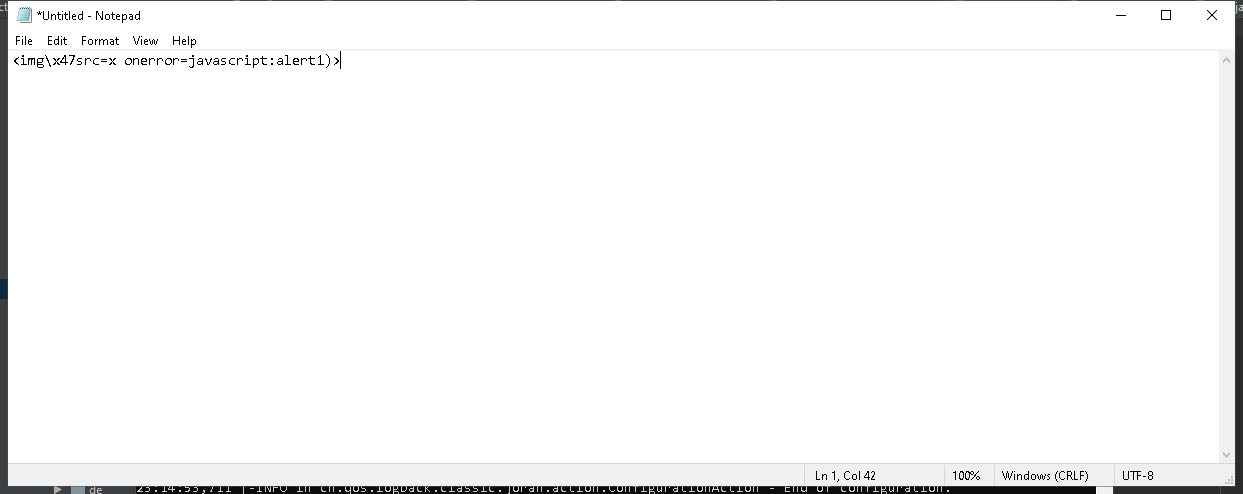 *Untitled - Notepad
File Edit Format View Help
<img\x47src=x onerror=javascript:alert1)>
Ln 1, Col 42 100% Windows (CRLF) UTF-8
de 23:14:53,711 |-INFO in ch.qos.logback.classic.joran.action.ConfigurationAction - End of configuration.